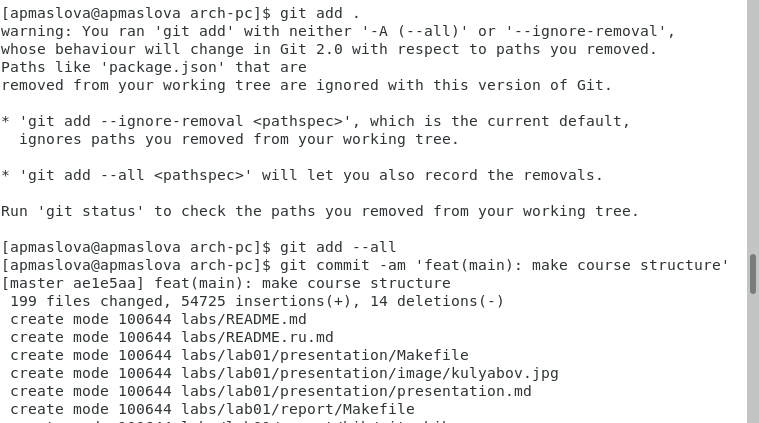 [apmaslova@apmaslova arch-pc]$ git add .
warning: You ran 'git add' with neither '-A (--all)' or '--ignore-removal',
whose behaviour will change in Git 2.0 with respect to paths you removed.
Paths like 'package.json' that are
removed from your working tree are ignored with this version of Git.

* 'git add --ignore-removal <pathspec>', which is the current default,
  ignores paths you removed from your working tree.

* 'git add --all <pathspec>' will let you also record the removals.

Run 'git status' to check the paths you removed from your working tree.

[apmaslova@apmaslova arch-pc]$ git add --all
[apmaslova@apmaslova arch-pc]$ git commit -am 'feat(main): make course structure'
[master ae1e5aa] feat(main): make course structure
 199 files changed, 54725 insertions(+), 14 deletions(-)
 create mode 100644 labs/README.md
 create mode 100644 labs/README.ru.md
 create mode 100644 labs/lab01/presentation/Makefile
 create mode 100644 labs/lab01/presentation/image/kulyabov.jpg
 create mode 100644 labs/lab01/presentation/presentation.md
 create mode 100644 labs/lab01/report/Makefile